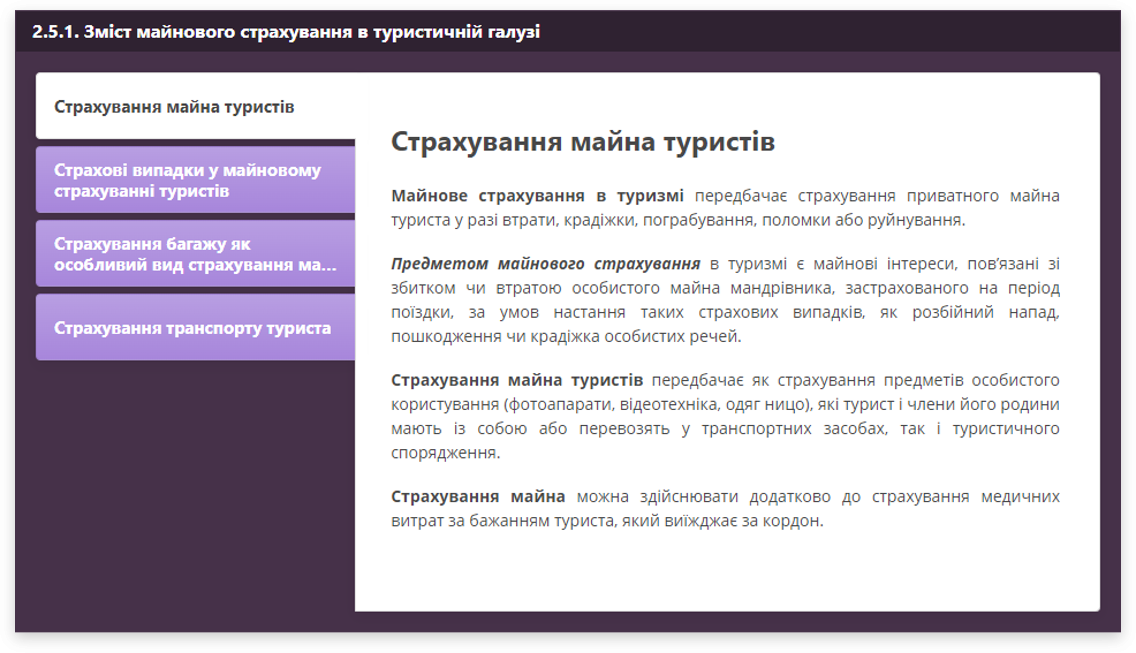 2.5.1. Зміст майнового страхування в туристичній галузі
Страхування майна туристів
Страхові випадки у майновому
страхуванні туристів
Страхування багажу як
особливий вид страхування ма...
Страхування транспорту туриста
Страхування майна туристів
Майнове страхування в туризмі передбачає страхування приватного майна
туриста у разі втрати, крадіжки, пограбування, поломки або руйнування.
Предметом майнового страхування в туризмі є майнові інтереси, пов’язані зі
збитком чи втратою особистого майна мандрівника, застрахованого на період
поїздки, за умов настання таких страхових випадків, як розбійний напад,
пошкодження чи крадіжка особистих речей.
Страхування майна туристів передбачає як страхування предметів особистого
користування (фотоапарати, відеотехніка, одяг ницо), які турист і члени його родини
мають із собою або перевозять у транспортних засобах, так і туристичного
спорядження.
Страхування майна можна здійснювати додатково до страхування медичних
витрат за бажанням туриста, який виїжджає за кордон.